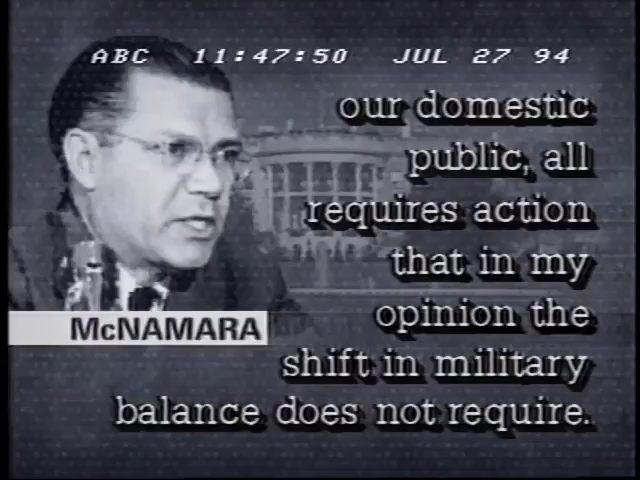 ABC 11:47:50 JUL 27 94
our domestic
public, all
requires action
that in my
opinion the
shift in military
balance does not require.
McNAMARA